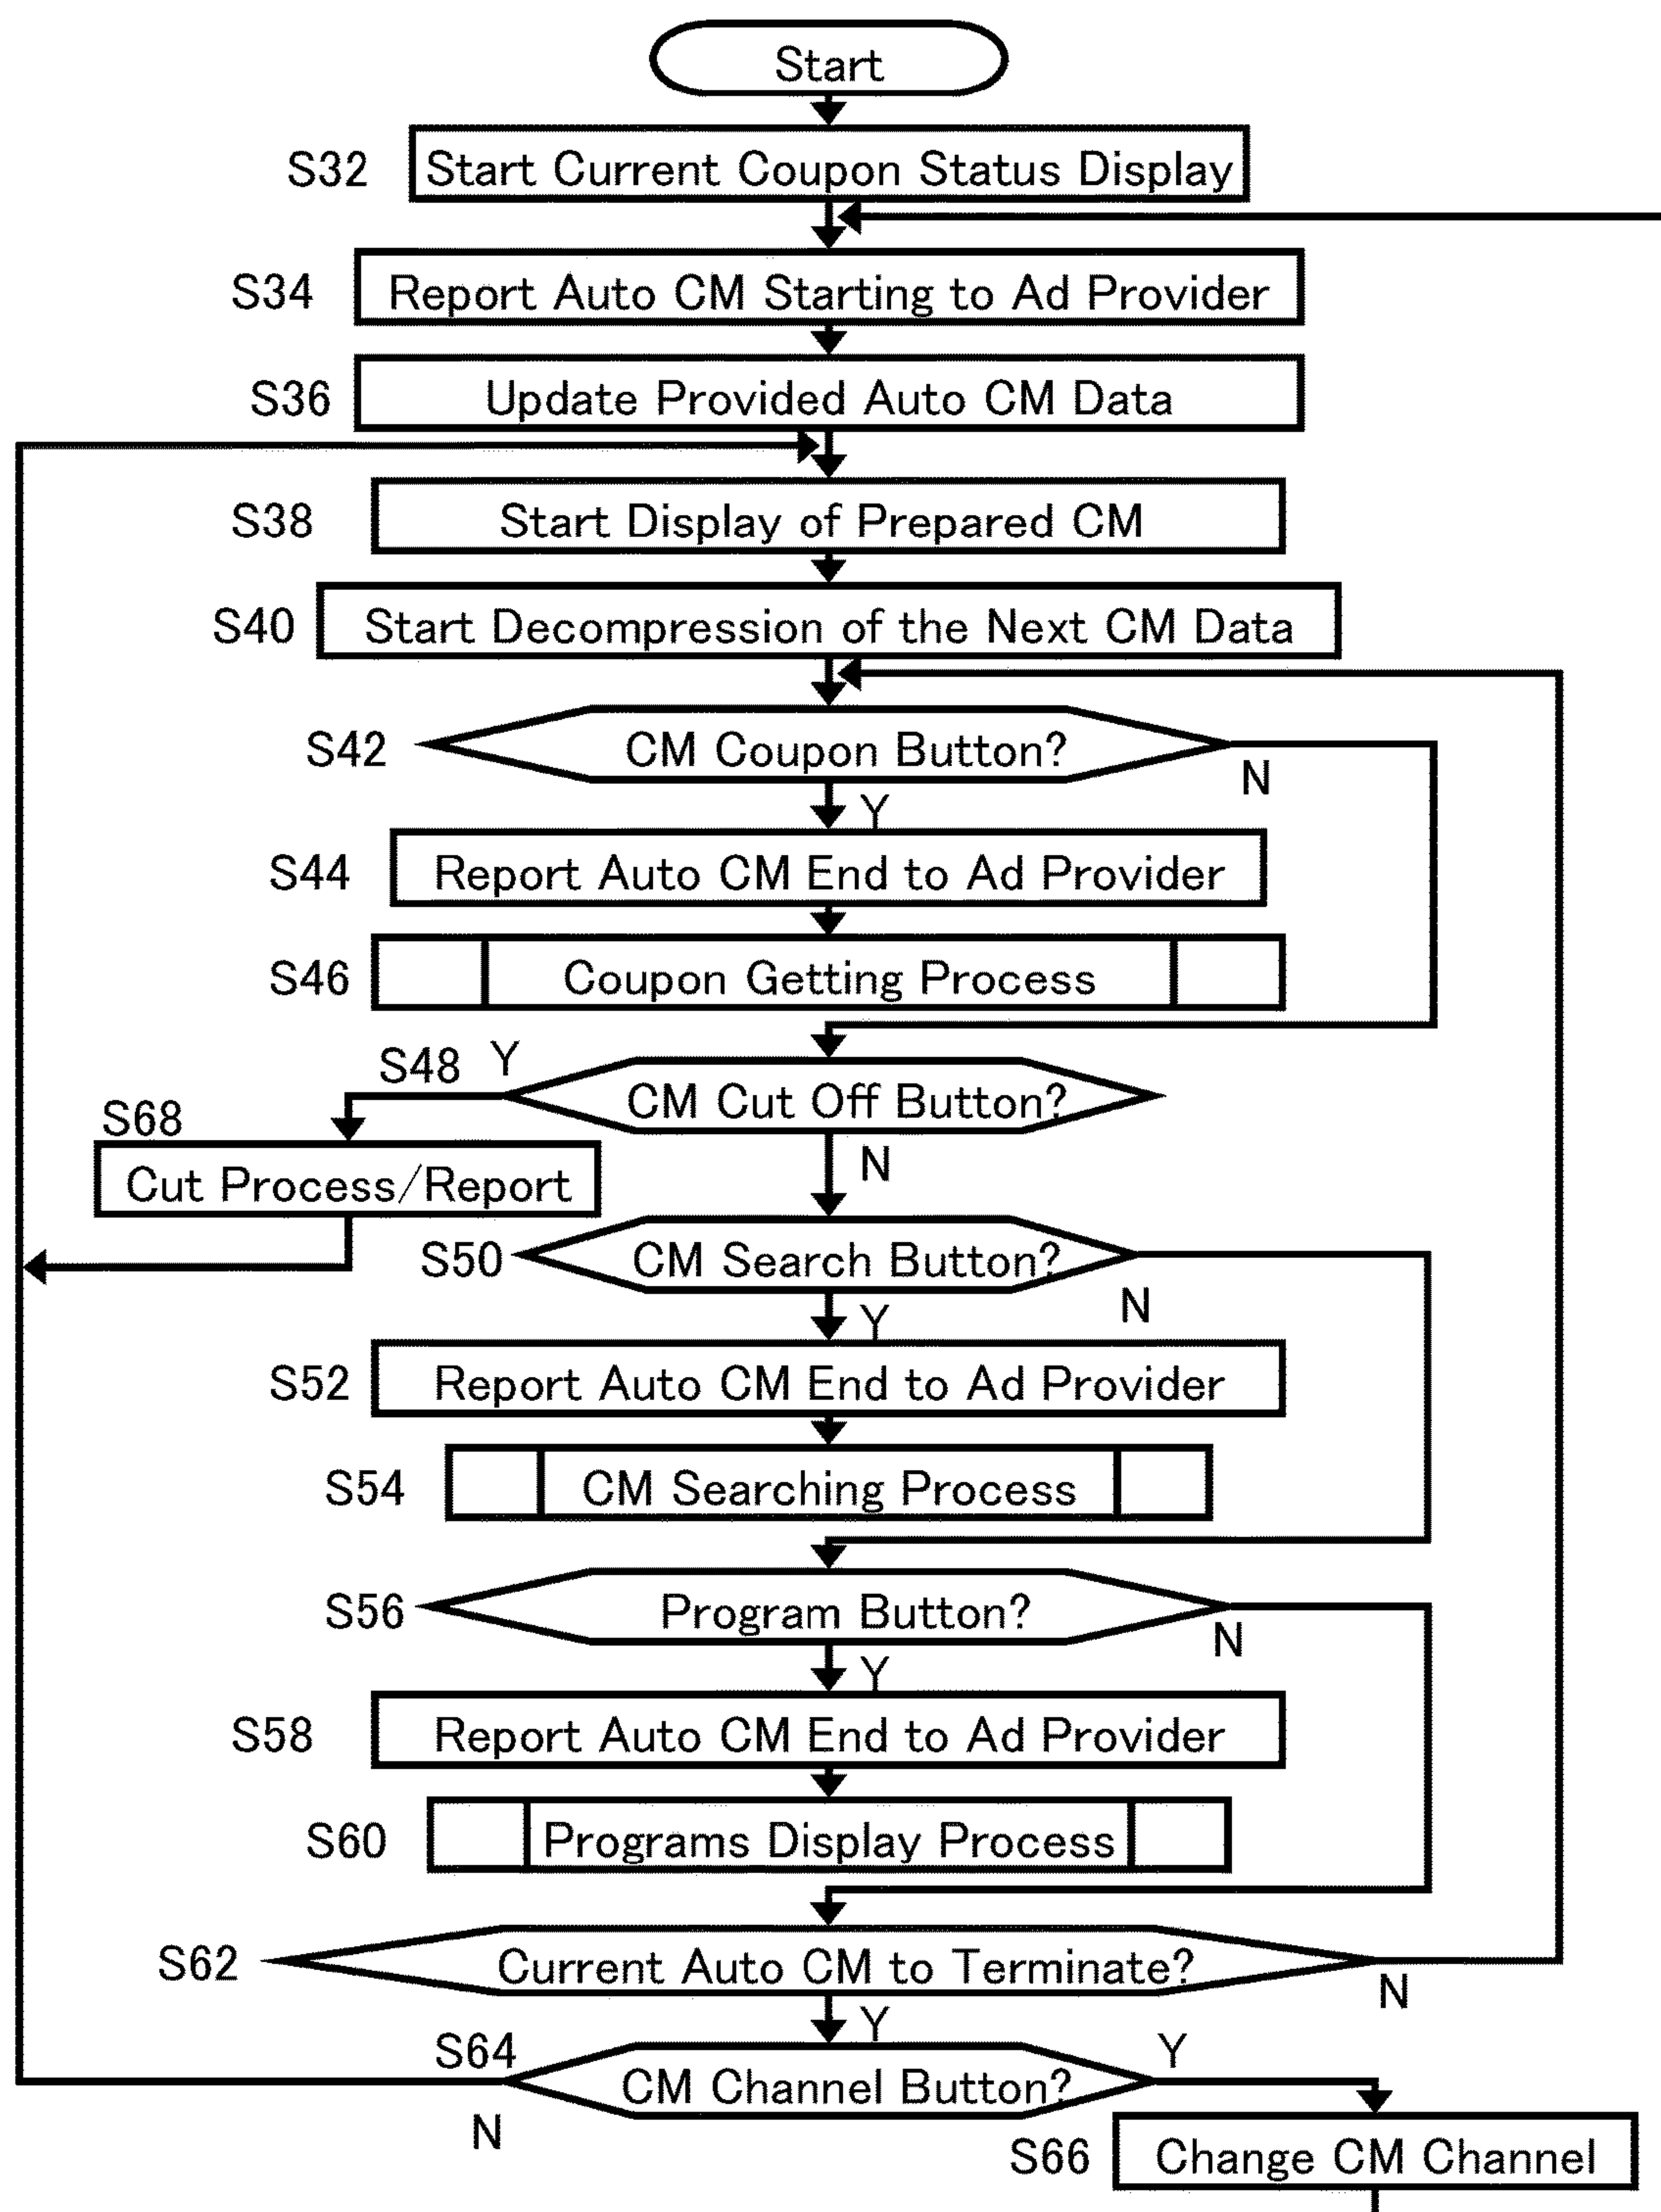 Start
S32 Start Current Coupon Status Display
S34 Report Auto CM Starting to Ad Provider
S36 Update Provided Auto CM Data
S38 Start Display of Prepared CM
S40 Start Decompression of the Next CM Data
S42 CM Coupon Button?
N
Y
S44 Report Auto CM End to Ad Provider
S46 Coupon Getting Process
S48 Y
CM Cut Off Button?
S68
Cut Process/Report
N
S50 CM Search Button?
N
Y
S52 Report Auto CM End to Ad Provider
S54 CM Searching Process
S56 Program Button?
N
Y
S58 Report Auto CM End to Ad Provider
S60 Programs Display Process
S62 Current Auto CM to Terminate?
N
Y
S64 Y
CM Channel Button?
N
S66 Change CM Channel